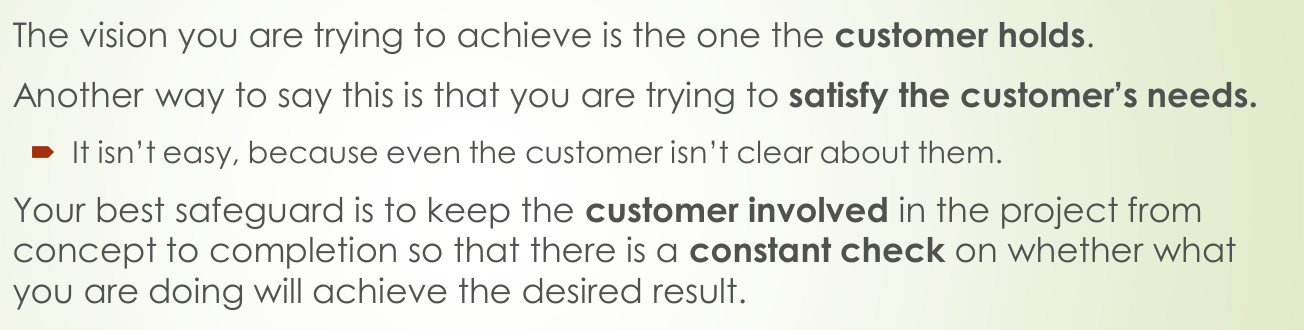 The vision you are trying to achieve is the one the customer holds.
Another way to say this is that you are trying to satisfy the customer’s needs.
It isn’t easy, because even the customer isn’t clear about them.
Your best safeguard is to keep the customer involved in the project from
concept to completion so that there is a constant check on whether what
you are doing will achieve the desired result.